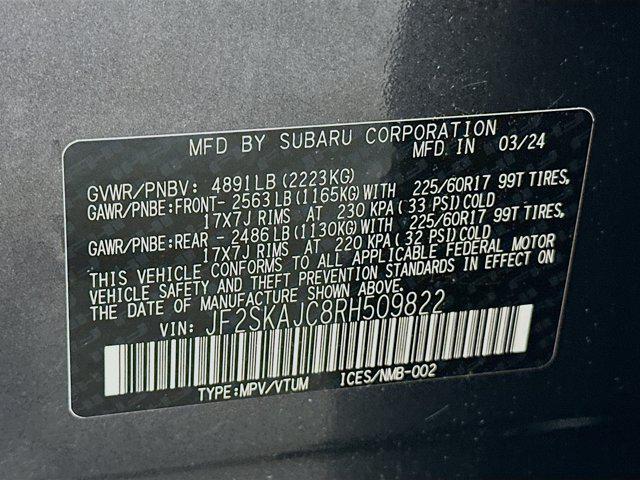 MFD BY SUBARU CORPORATION
MFD IN 03/24
GVWR/PNBV: 4891LB (2223KG)
GAWR/PNBE:FRONT- 2563LB (1165KG) WITH 225/60R17 99T TIRES,
17X7J RIMS AT 230 KPA (33 PSI) COLD
GAWR/PNBE:REAR - 2486LB (1130KG) WITH 225/60R17 99T TIRES,
17X7J RIMS AT 220 KPA (32 PSI) COLD
THIS VEHICLE CONFORMS TO ALL APPLICABLE FEDERAL MOTOR
VEHICLE SAFETY AND THEFT PREVENTION STANDARDS IN EFFECT ON
THE DATE OF MANUFACTURE SHOWN ABOVE.
VIN: JF2SKAJC8RH509822
TYPE:MPV/VTUM ICES/NMB-002